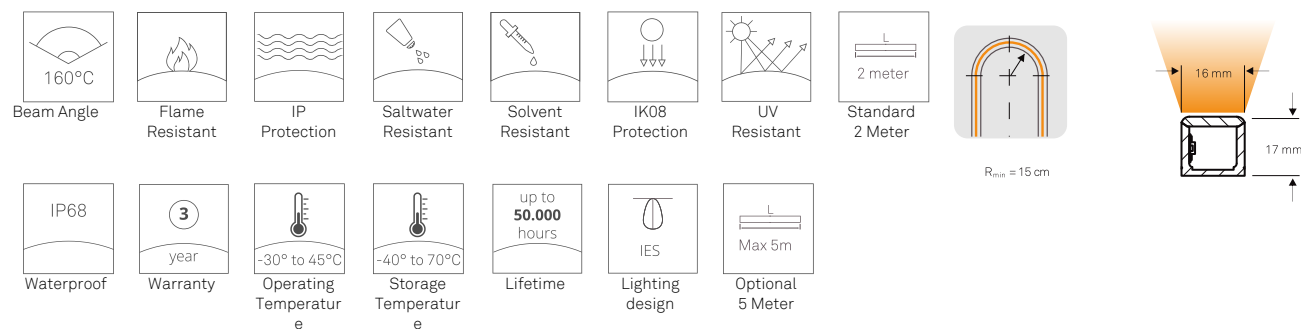 160°C
Beam Angle
Flame
Resistant
IP
Protection
Saltwater
Resistant
Solvent
Resistant
IK08
Protection
UV
Resistant
L
2 meter
Standard
2 Meter
Rmin = 15 cm
16 mm
17 mm
IP68
Waterproof
3
year
Warranty
-30° to 45°C
Operating
Temperatur
e
-40° to 70°C
Storage
Temperatur
e
up to
50.000
hours
Lifetime
IES
Lighting
design
L
Max 5m
Optional
5 Meter